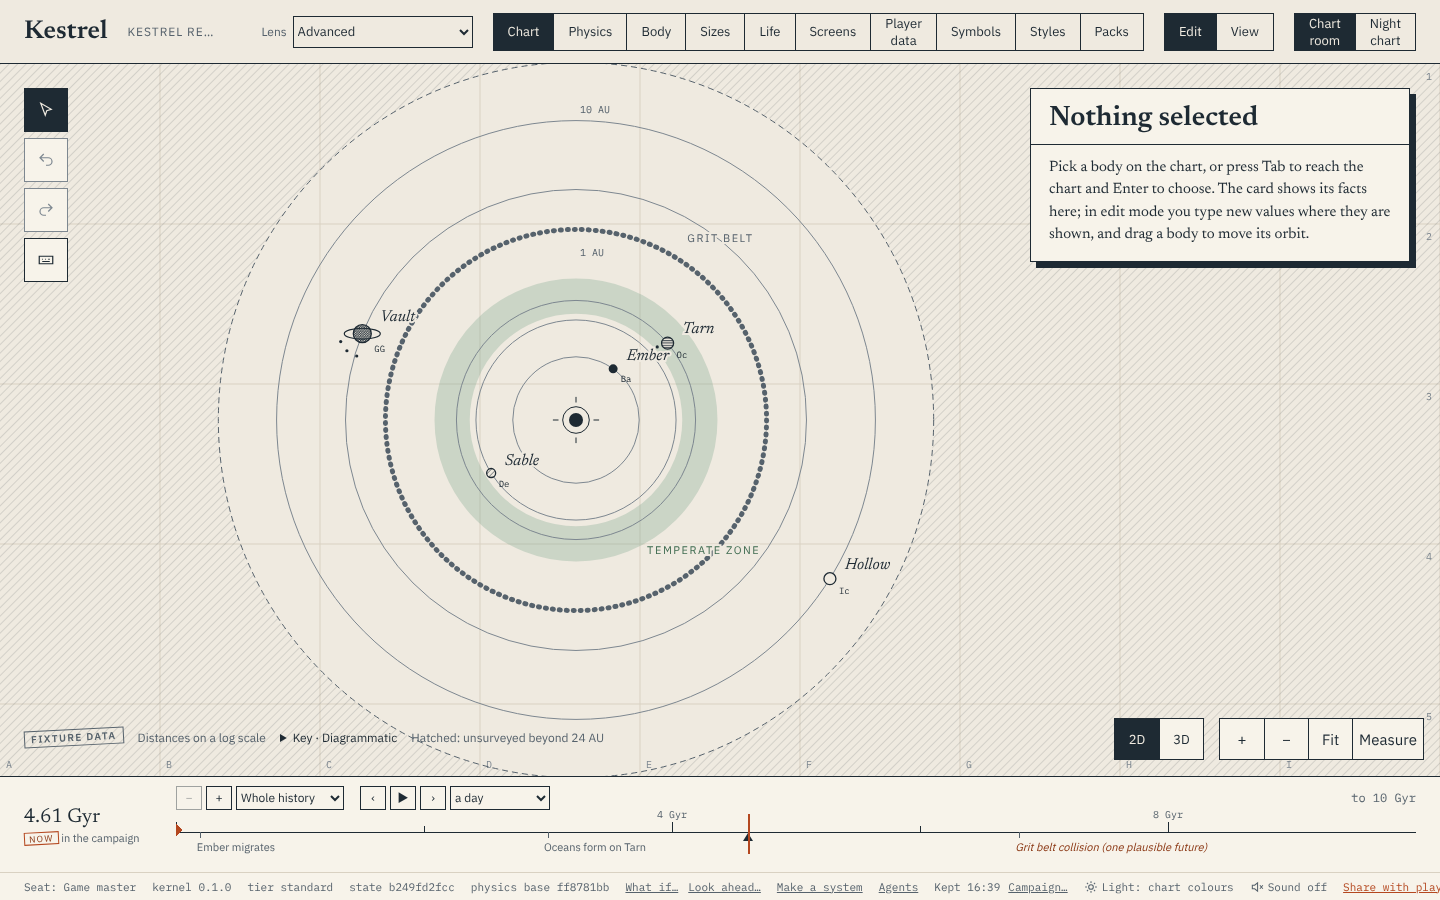 Kestrel
KESTREL RE…
Lens
Advanced
Chart
Physics
Body
Sizes
Life
Screens
Player
data
Symbols
Styles
Packs
Edit
View
Chart
room
Night
chart
Nothing selected
Pick a body on the chart, or press Tab to reach the
chart and Enter to choose. The card shows its facts
here; in edit mode you type new values where they are
shown, and drag a body to move its orbit.
1
2
3
4
5
10 AU
GRIT BELT
1 AU
Vault
GG
Tarn
Oc
Ember
Ba
Sable
De
TEMPERATE ZONE
Hollow
Ic
FIXTURE DATA
Distances on a log scale
Key · Diagrammatic
Hatched: unsurveyed beyond 24 AU
2D
3D
+
−
Fit
Measure
A
B
C
D
E
F
G
H
I
4.61 Gyr
NOW in the campaign
−
+
Whole history
‹
›
a day
to 10 Gyr
4 Gyr
8 Gyr
Ember migrates
Oceans form on Tarn
Grit belt collision (one plausible future)
Seat: Game master
kernel 0.1.0
tier standard
state b249fd2fcc
physics base ff8781bb
What if…
Look ahead…
Make a system
Agents
Kept 16:39
Campaign…
Light: chart colours
Sound off
Share with play